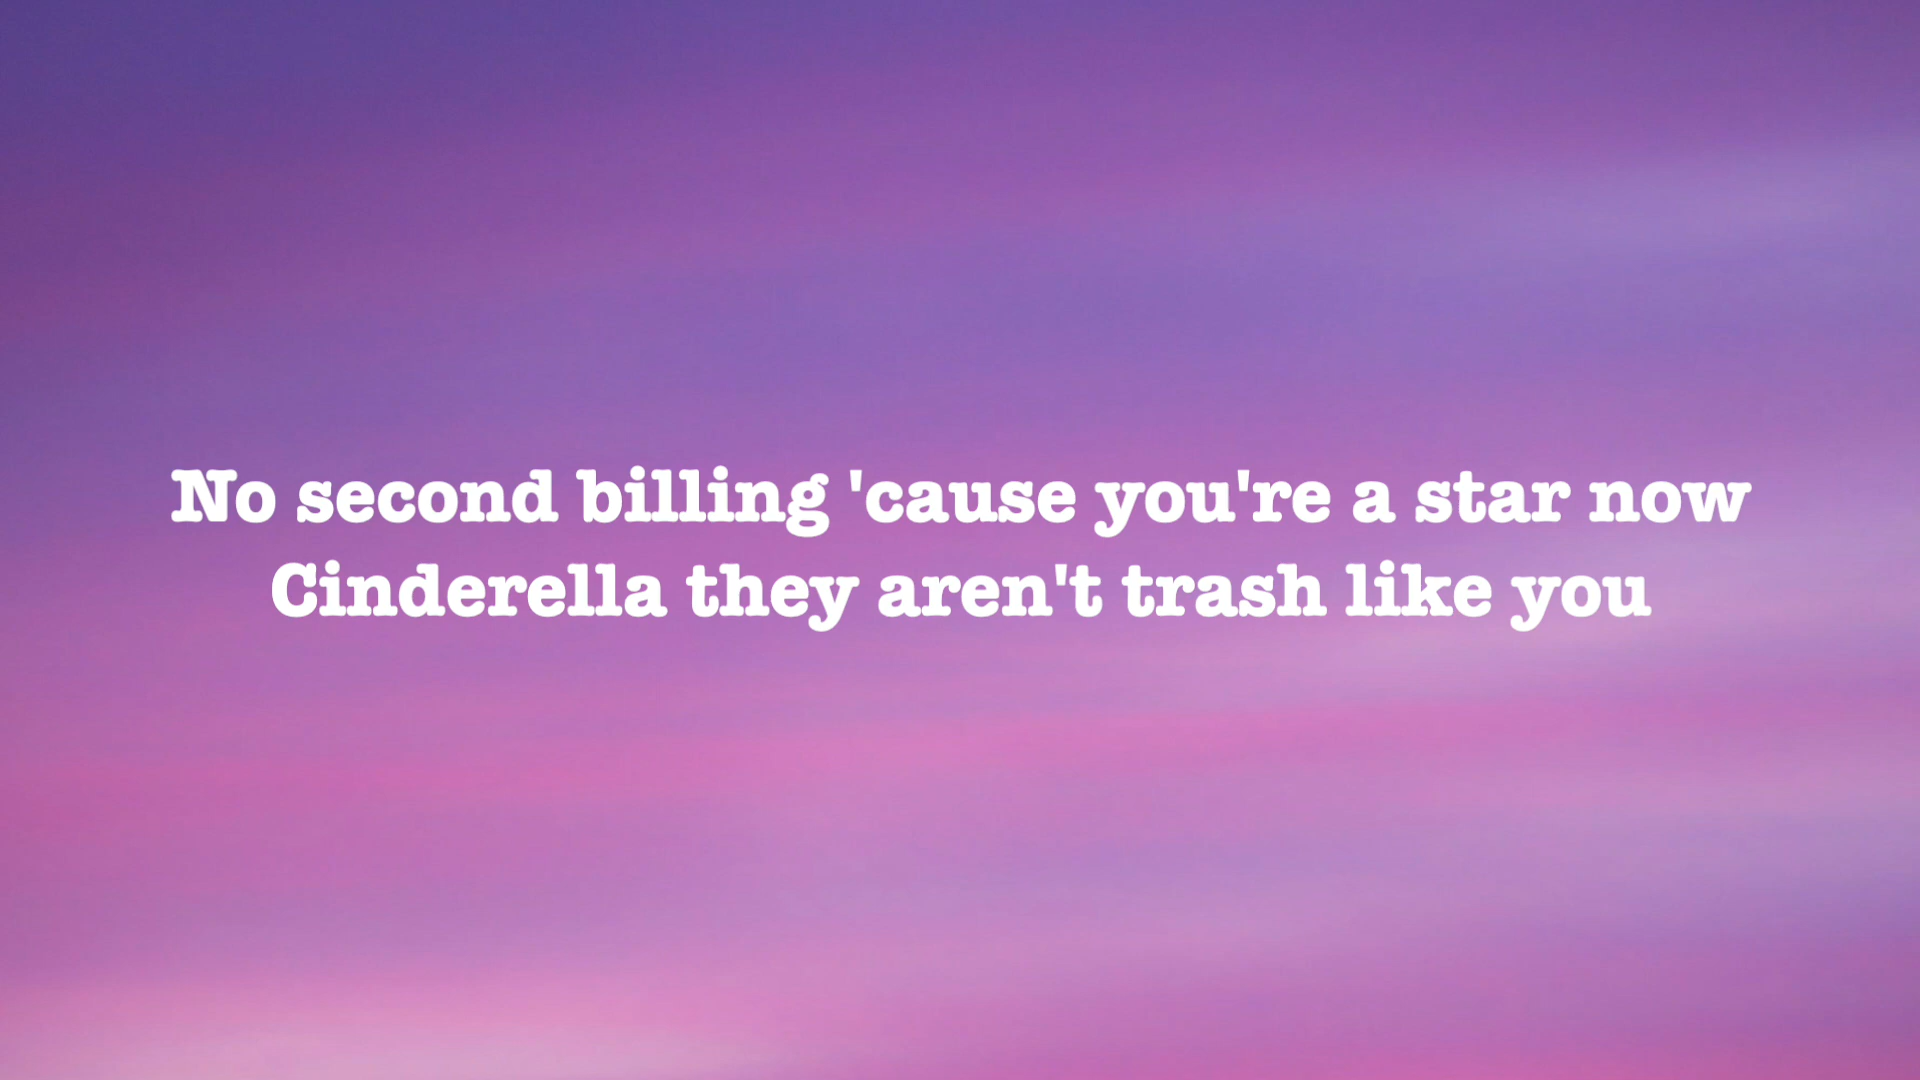 No second billing 'cause you're a star now
Cinderella they aren't trash like you